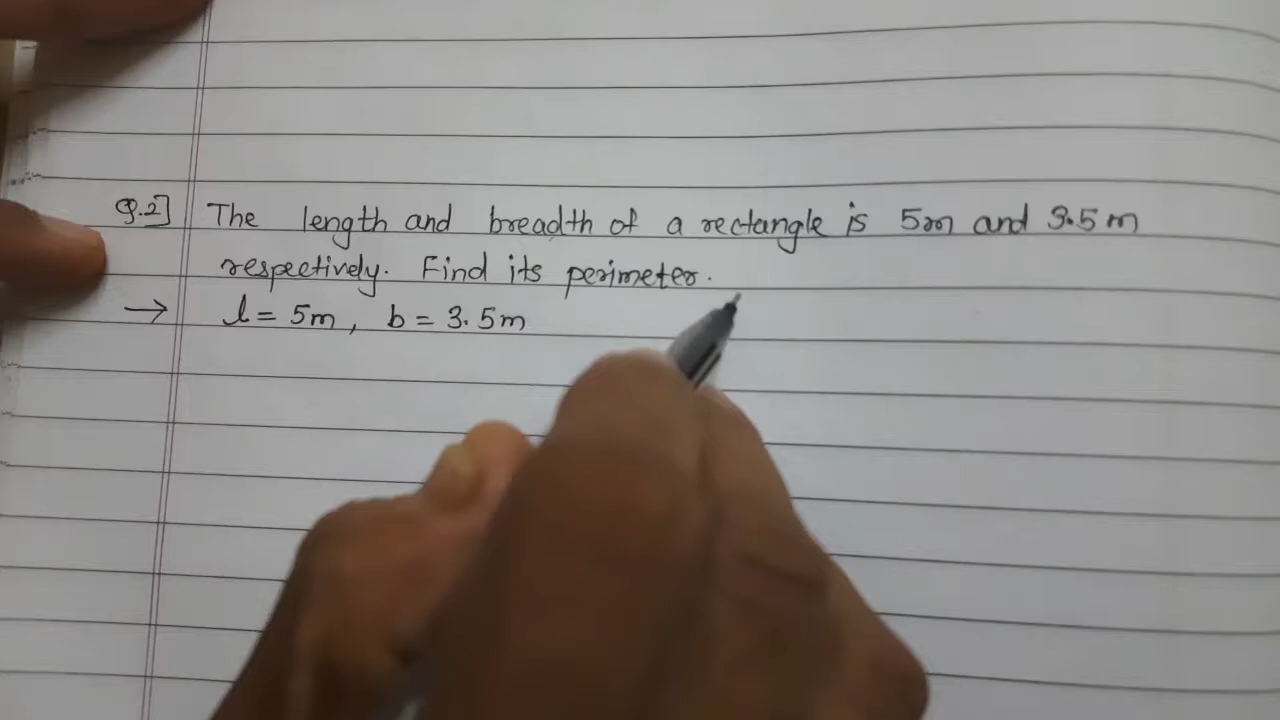 Q.2] The length and breadth of a rectangle is 5m and 3.5m
respectively. Find its perimeter.
→ l = 5m, b = 3.5m